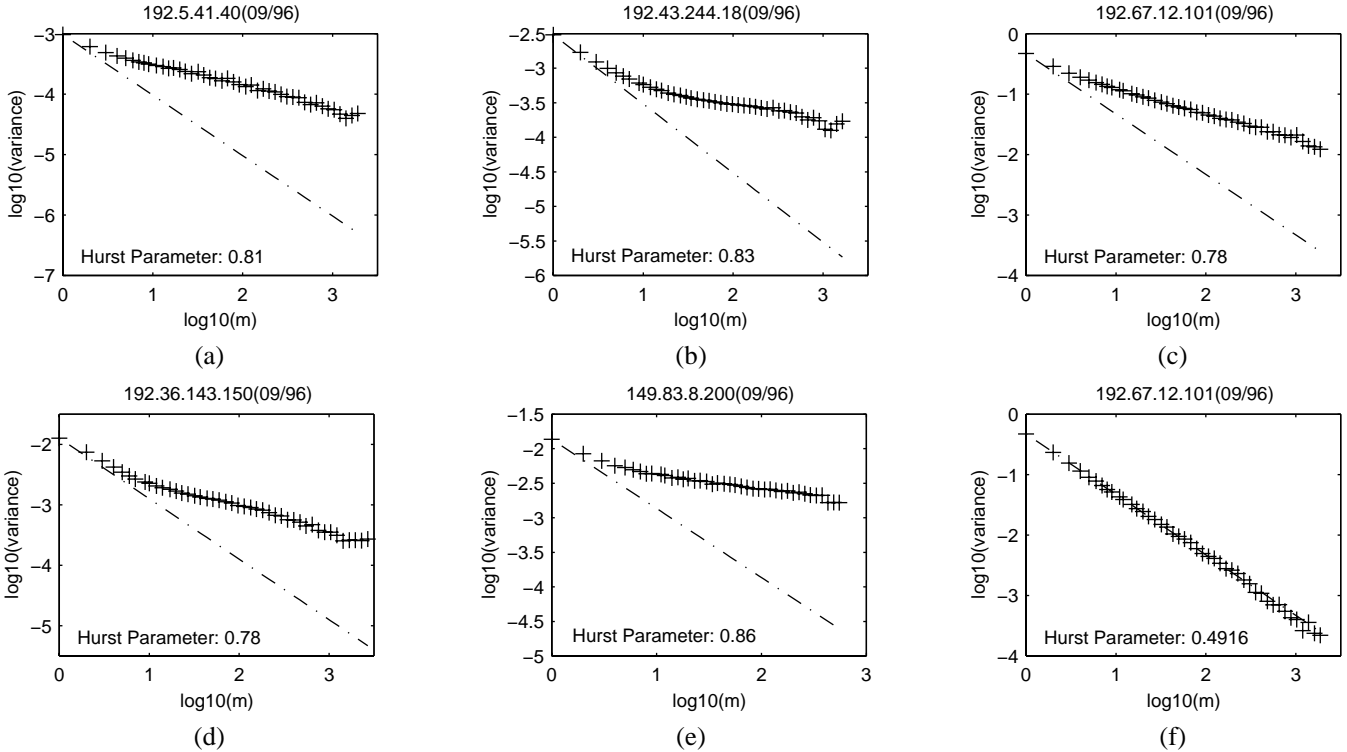 192.5.41.40(09/96)
−3
−4
−5
−6
−7
0
1
2
3
log10(variance)
log10(m)
Hurst Parameter: 0.81
(a)
192.43.244.18(09/96)
−2.5
−3
−3.5
−4
−4.5
−5
−5.5
−6
0
1
2
3
log10(variance)
log10(m)
Hurst Parameter: 0.83
(b)
192.67.12.101(09/96)
0
−1
−2
−3
−4
0
1
2
3
log10(variance)
log10(m)
Hurst Parameter: 0.78
(c)
192.36.143.150(09/96)
−2
−3
−4
−5
0
1
2
3
log10(variance)
log10(m)
Hurst Parameter: 0.78
(d)
149.83.8.200(09/96)
−1.5
−2
−2.5
−3
−3.5
−4
−4.5
−5
0
1
2
3
log10(variance)
log10(m)
Hurst Parameter: 0.86
(e)
192.67.12.101(09/96)
0
−1
−2
−3
−4
0
1
2
3
log10(variance)
log10(m)
Hurst Parameter: 0.4916
(f)